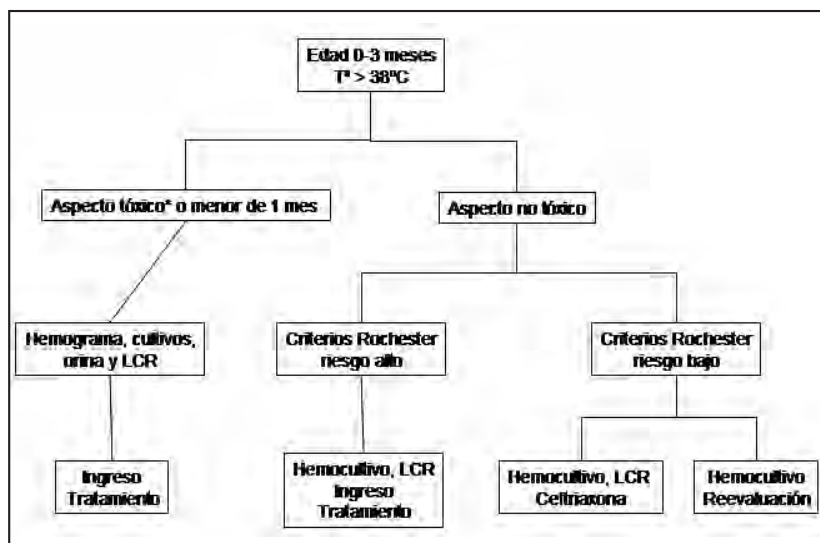 Edad 0-3 meses
Tª > 38ºC
Aspecto tóxico* o menor de 1 mes
Aspecto no tóxico
Hemograma, cultivos,
orina y LCR
Criterios Rochester
riesgo alto
Criterios Rochester
riesgo bajo
Ingreso
Tratamiento
Hemocultivo, LCR
Ingreso
Tratamiento
Hemocultivo, LCR
Ceftriaxona
Hemocultivo
Reevaluación